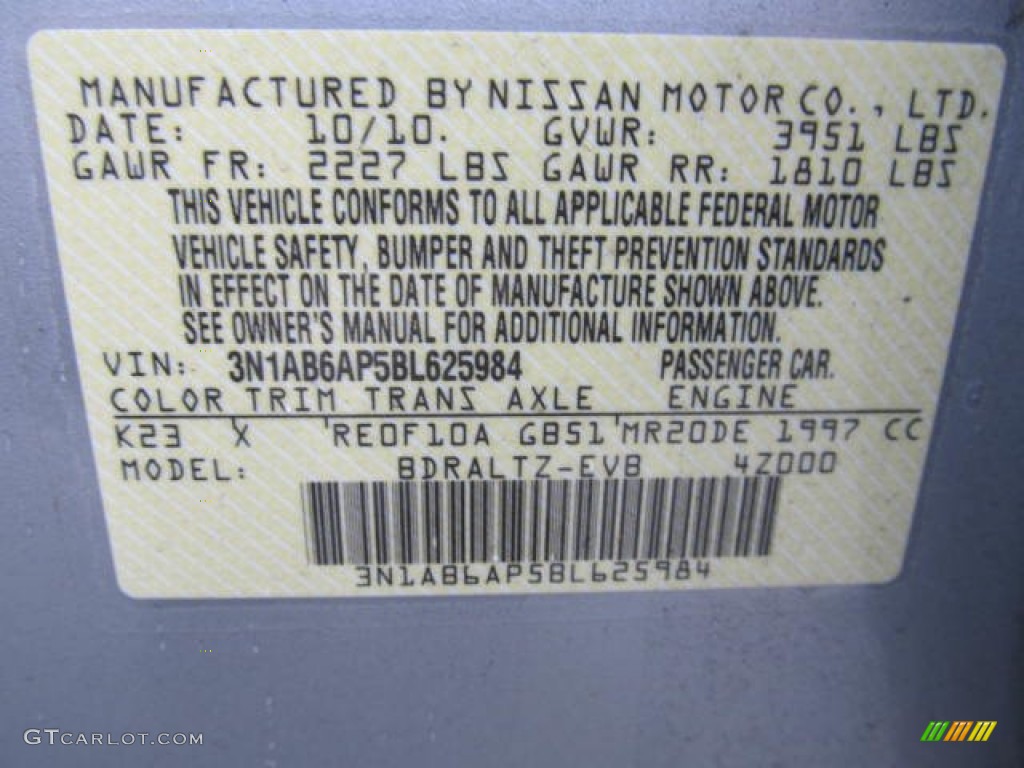 MANUFACTURED BY NISSAN MOTOR CO., LTD.
DATE: 10/10. GVWR: 3951 LBS
GAWR FR: 2227 LBS GAWR RR: 1810 LBS
THIS VEHICLE CONFORMS TO ALL APPLICABLE FEDERAL MOTOR
VEHICLE SAFETY, BUMPER AND THEFT PREVENTION STANDARDS
IN EFFECT ON THE DATE OF MANUFACTURE SHOWN ABOVE.
SEE OWNER'S MANUAL FOR ADDITIONAL INFORMATION.
VIN: 3N1AB6AP5BL625984 PASSENGER CAR.
COLOR TRIM TRANS AXLE ENGINE
K23 X 'RE0F10A GB51'MR20DE 1997 CC
MODEL: BDRALTZ-EVB 4Z000
3N1AB6AP5BL625984
GTCARLOT.COM